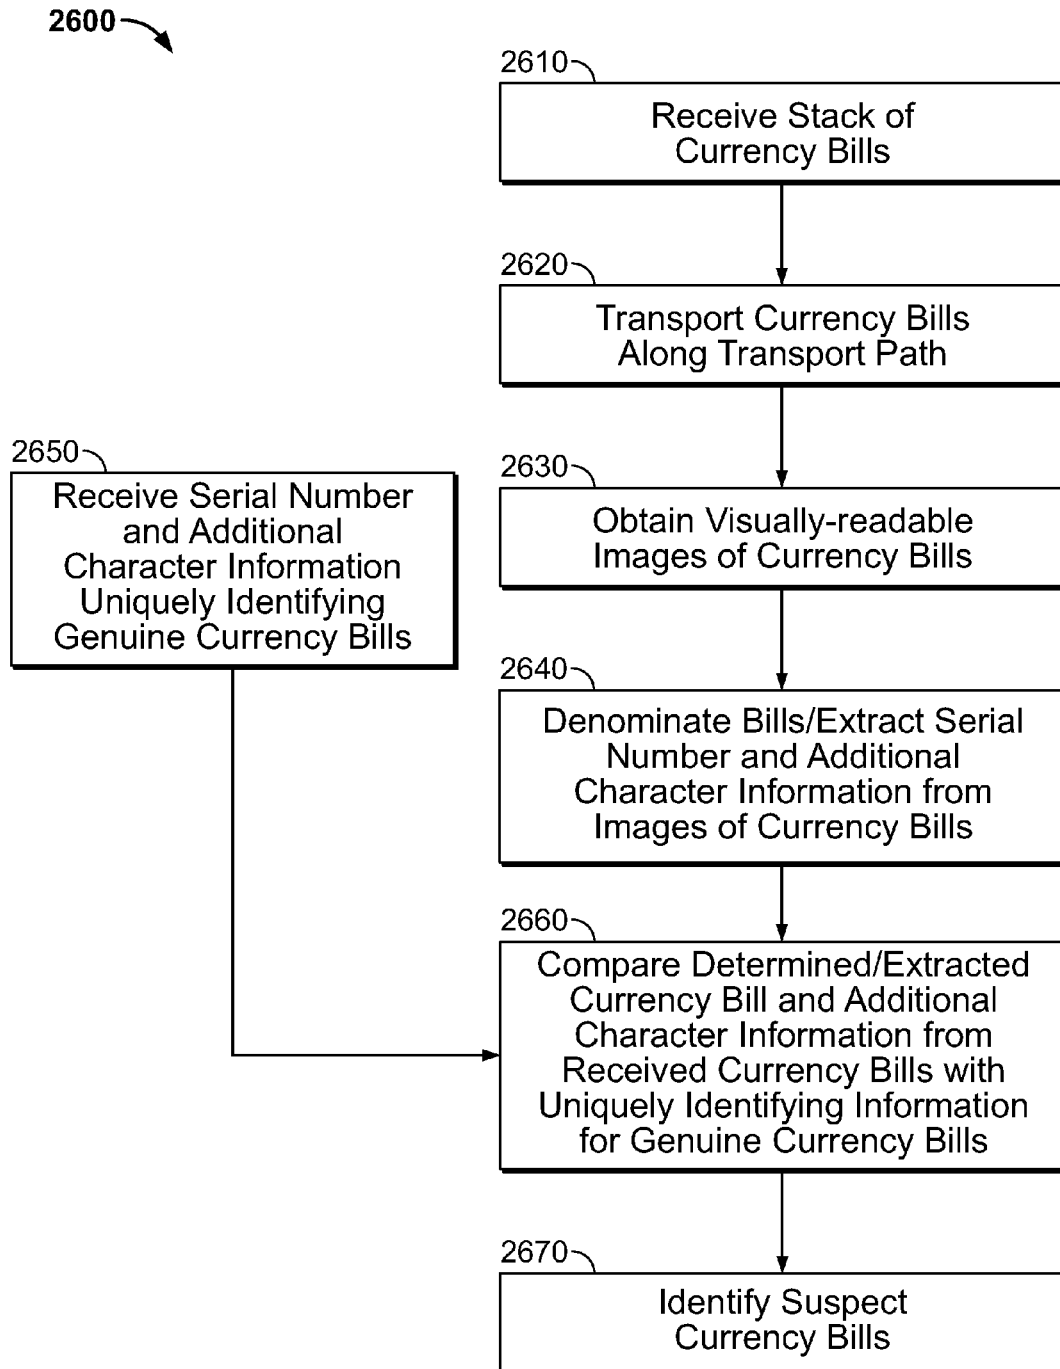 2600
2610
Receive Stack of
Currency Bills
2620
Transport Currency Bills
Along Transport Path
2630
Obtain Visually-readable
Images of Currency Bills
2650
Receive Serial Number
and Additional
Character Information
Uniquely Identifying
Genuine Currency Bills
2640
Denominate Bills/Extract Serial
Number and Additional
Character Information from
Images of Currency Bills
2660
Compare Determined/Extracted
Currency Bill and Additional
Character Information from
Received Currency Bills with
Uniquely Identifying Information
for Genuine Currency Bills
2670
Identify Suspect
Currency Bills